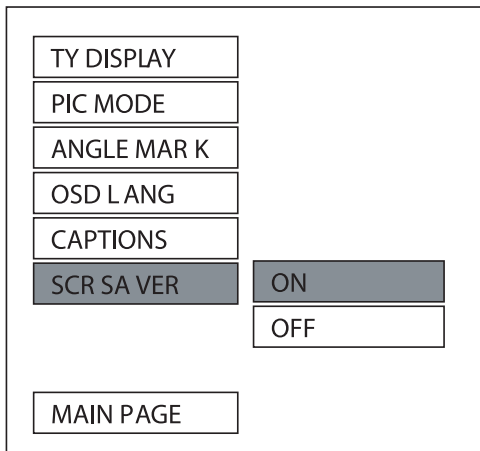 TY DISPLAY
PIC MODE
ANGLE MAR K
OSD L ANG
CAPTIONS
SCR SA VER
ON
OFF
MAIN PAGE